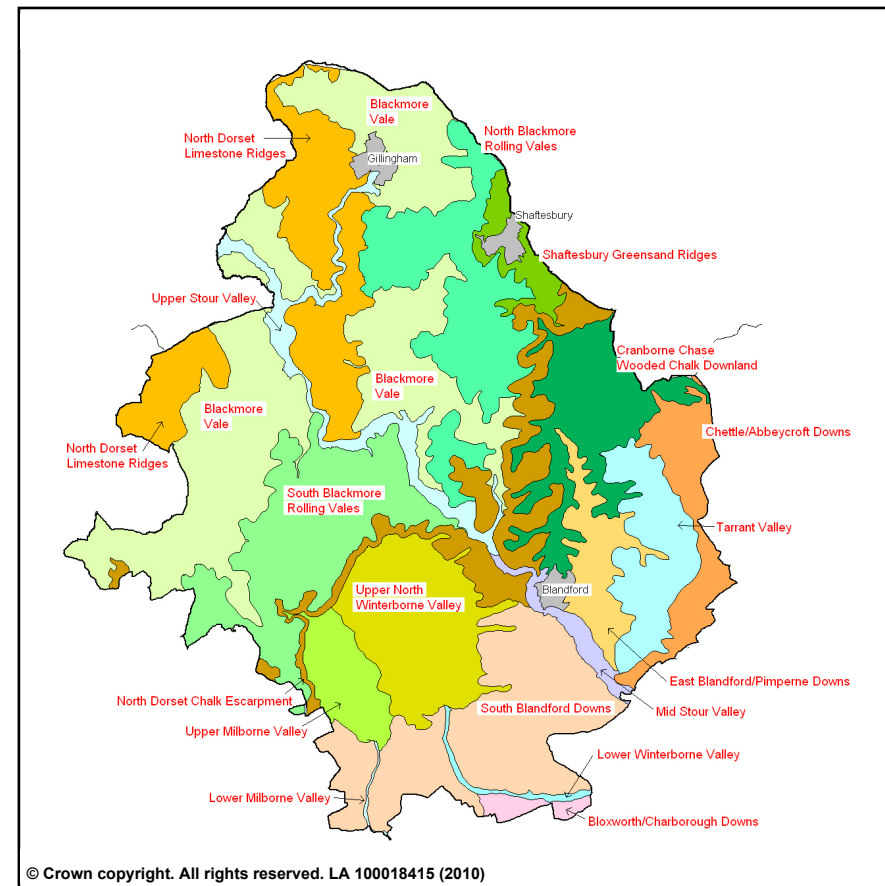 Blackmore
Vale
North Dorset
Limestone Ridges
Gillingham
North Blackmore
Rolling Vales
Shaftesbury
Shaftesbury Greensand Ridges
Upper Stour Valley
Cranborne Chase
Wooded Chalk Downland
Blackmore
Vale
Blackmore
Vale
Chettle/Abbeycroft Downs
North Dorset
Limestone Ridges
South Blackmore
Rolling Vales
Tarrant Valley
Upper North
Winterborne Valley
Blandford
East Blandford/Pimperne Downs
North Dorset Chalk Escarpment
South Blandford Downs
Mid Stour Valley
Upper Milborne Valley
Lower Winterborne Valley
Lower Milborne Valley
Bloxworth/Charborough Downs
© Crown copyright. All rights reserved. LA 100018415 (2010)